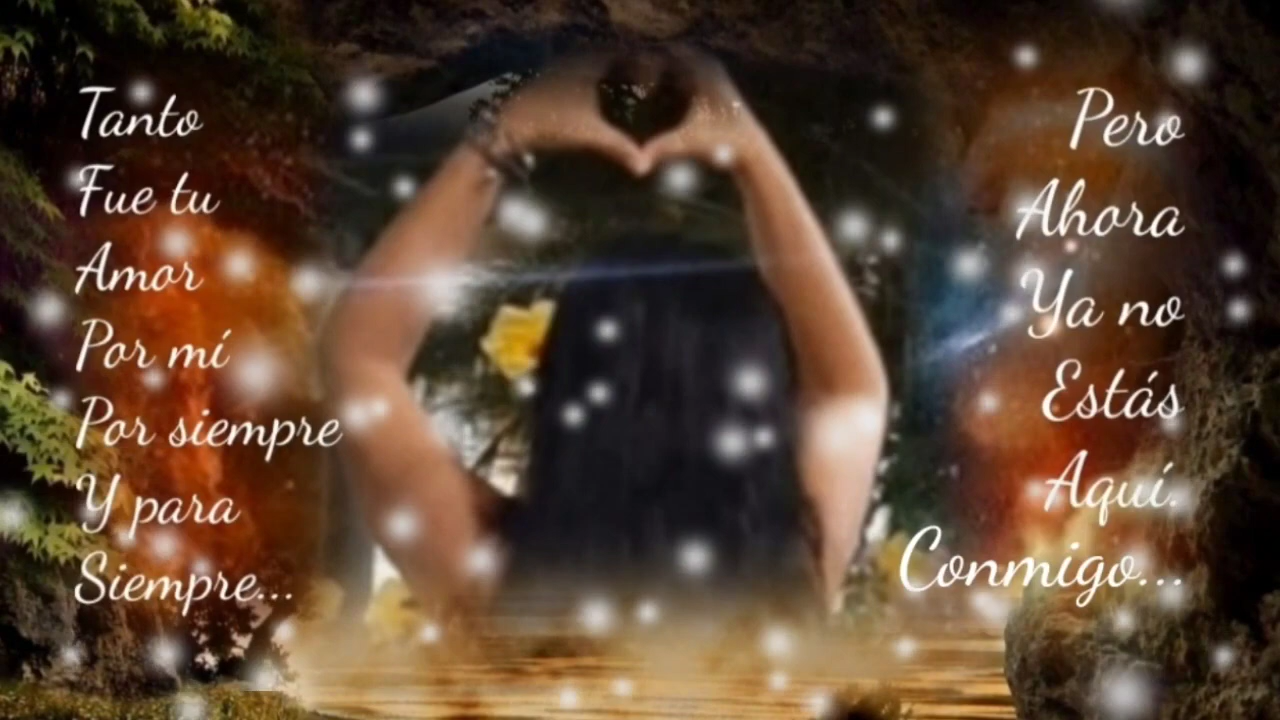 Tanto
Fue tu
Amor
Por mí
Por siempre
Y para
Siempre...
Pero
Ahora
Ya no
Estás
Aquí.
Conmigo...